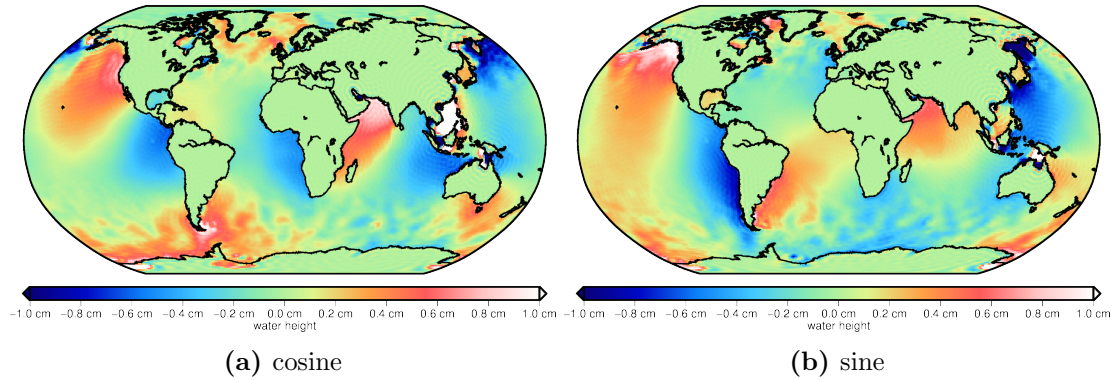 −1.0 cm −0.8 cm −0.6 cm −0.4 cm −0.2 cm 0.0 cm 0.2 cm 0.4 cm 0.6 cm 0.8 cm 1.0 cm
water height
(a) cosine
−1.0 cm −0.8 cm −0.6 cm −0.4 cm −0.2 cm 0.0 cm 0.2 cm 0.4 cm 0.6 cm 0.8 cm 1.0 cm
water height
(b) sine